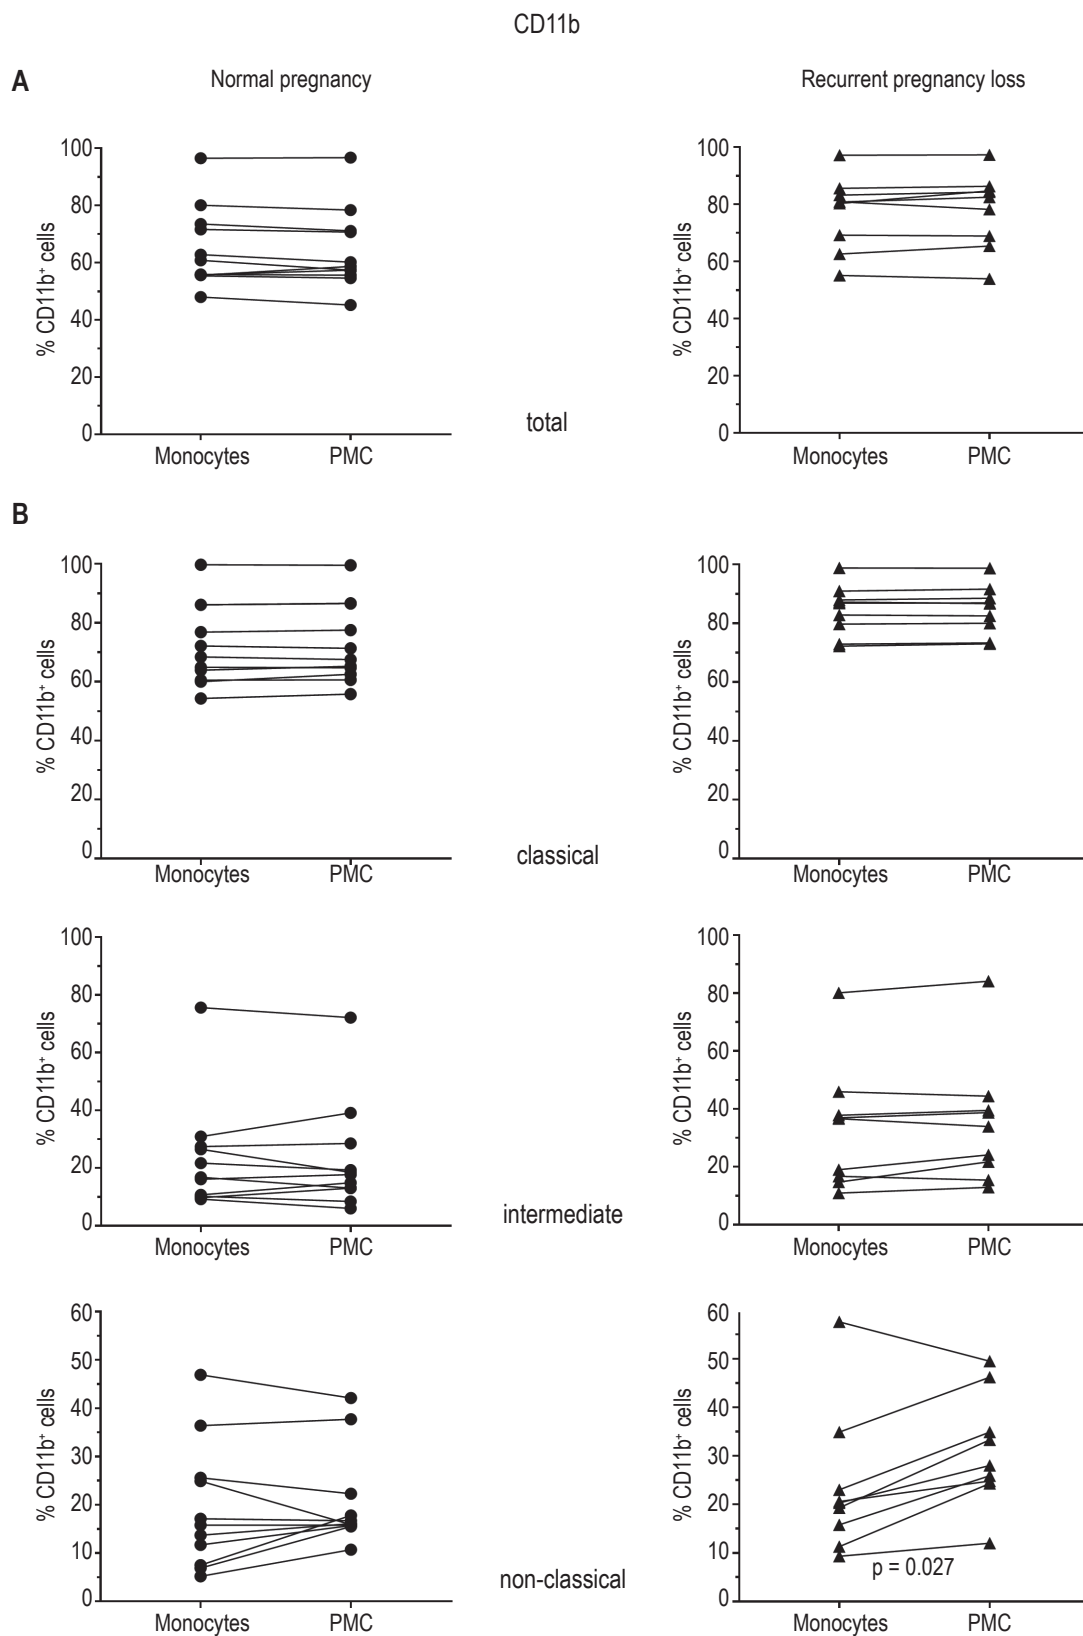 CD11b
A
Normal pregnancy
Recurrent pregnancy loss
100
80
60
40
20
0
% CD11b⁺ cells
Monocytes PMC
total
100
80
60
40
20
0
% CD11b⁺ cells
Monocytes PMC
B
100
80
60
40
20
0
% CD11b⁺ cells
Monocytes PMC
classical
100
80
60
40
20
0
% CD11b⁺ cells
Monocytes PMC
100
80
60
40
20
0
% CD11b⁺ cells
Monocytes PMC
intermediate
100
80
60
40
20
0
% CD11b⁺ cells
Monocytes PMC
60
50
40
30
20
10
0
% CD11b⁺ cells
Monocytes PMC
non-classical
60
50
40
30
20
10
0
% CD11b⁺ cells
p = 0.027
Monocytes PMC